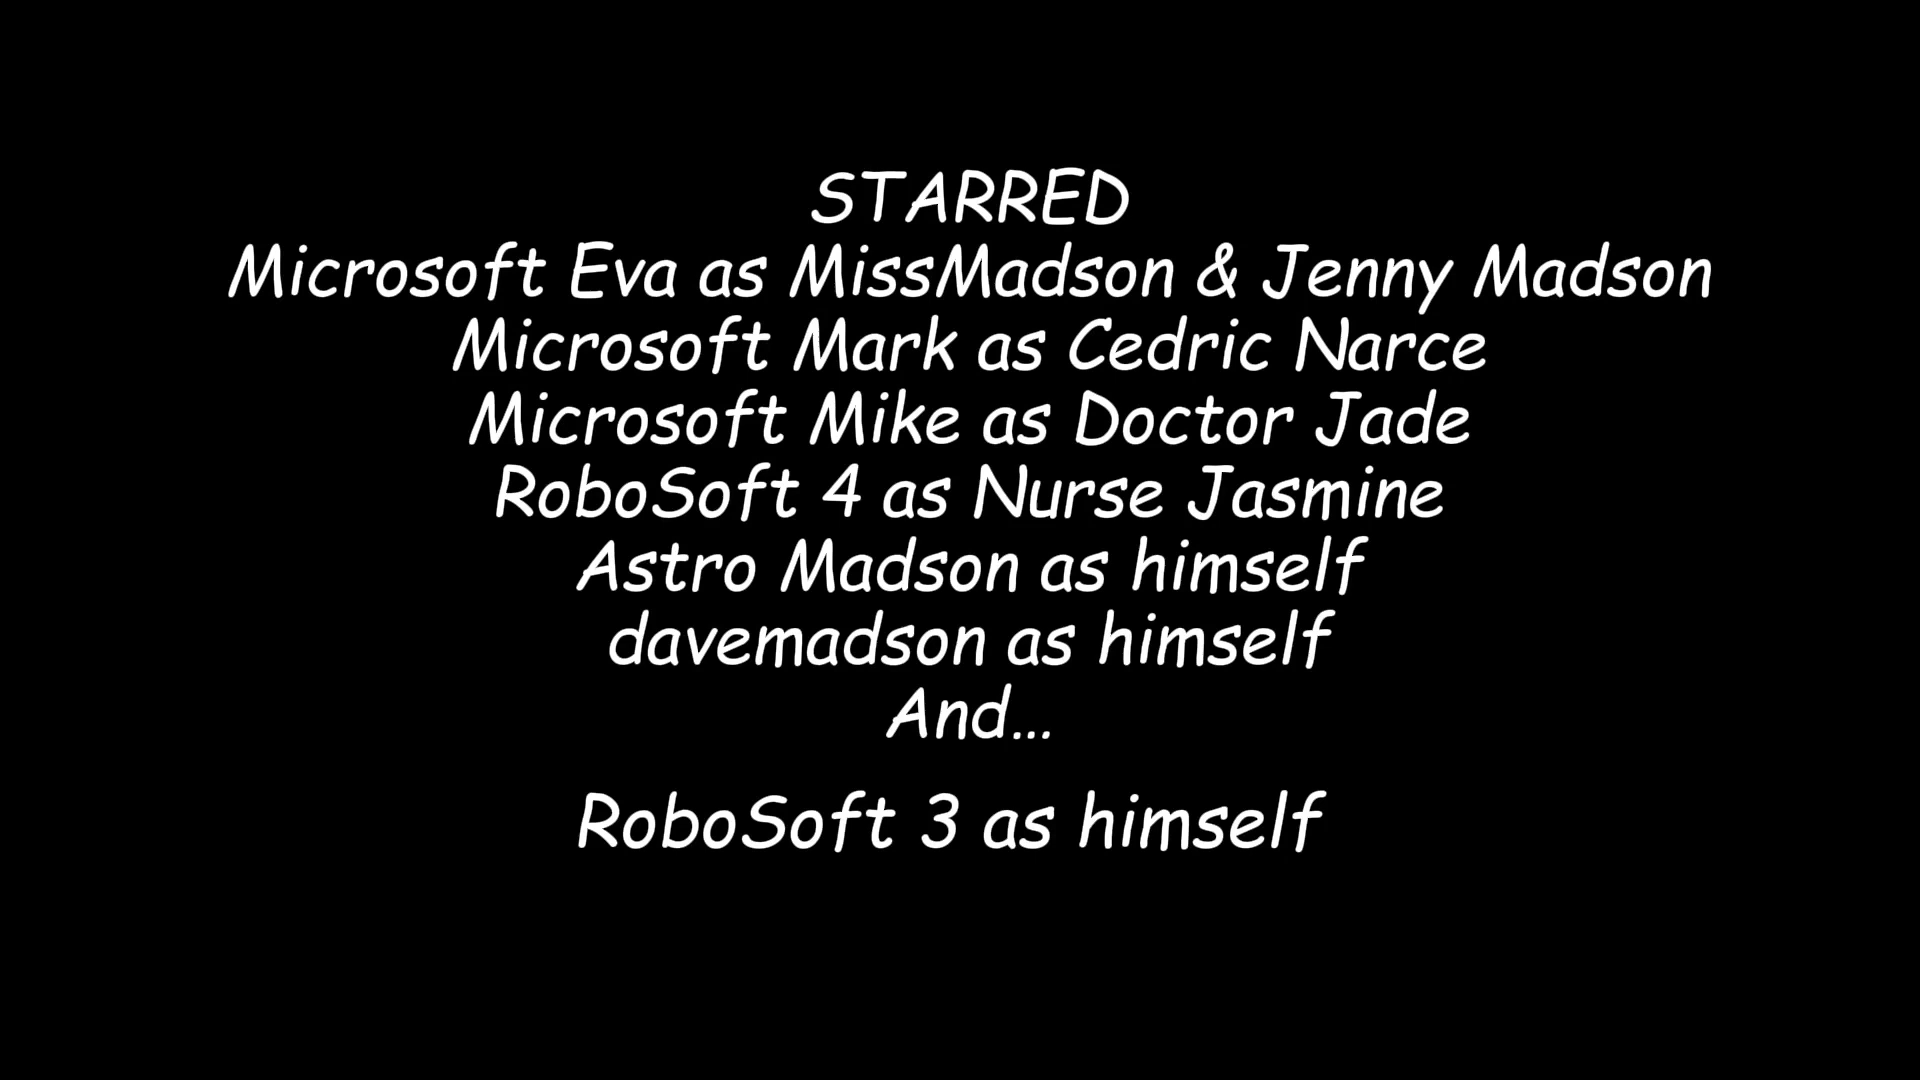 STARRED
Microsoft Eva as MissMadson & Jenny Madson
Microsoft Mark as Cedric Narce
Microsoft Mike as Doctor Jade
RoboSoft 4 as Nurse Jasmine
Astro Madson as himself
davemadson as himself
And...
RoboSoft 3 as himself